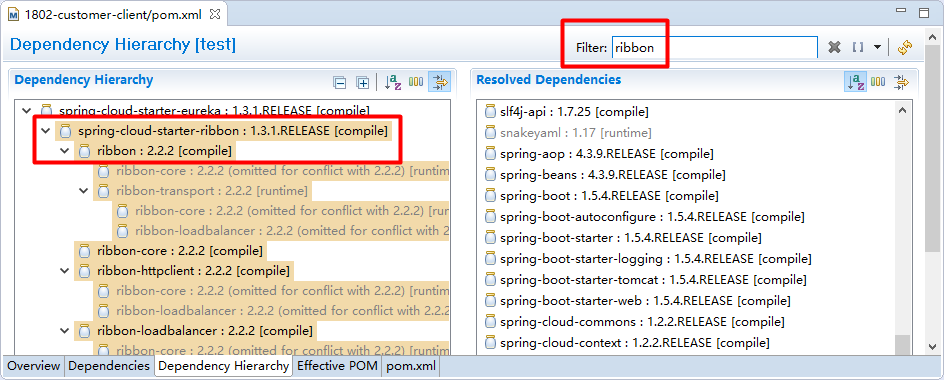 1802-customer-client/pom.xml
Dependency Hierarchy [test]
Filter: ribbon
Dependency Hierarchy
spring-cloud-starter-eureka : 1.3.1.RELEASE [compile]
spring-cloud-starter-ribbon : 1.3.1.RELEASE [compile]
ribbon : 2.2.2 [compile]
ribbon-core : 2.2.2 (omitted for conflict with 2.2.2) [runtim
ribbon-transport : 2.2.2 [runtime]
ribbon-core : 2.2.2 (omitted for conflict with 2.2.2) [run
ribbon-loadbalancer : 2.2.2 (omitted for conflict with 2
ribbon-core : 2.2.2 [compile]
ribbon-httpclient : 2.2.2 [compile]
ribbon-core : 2.2.2 (omitted for conflict with 2.2.2) [comp
ribbon-loadbalancer : 2.2.2 (omitted for conflict with 2.2.
ribbon-loadbalancer : 2.2.2 [compile]
ribbon-core : 2.2.2 (omitted for conflict with 2.2.2) [comp
Resolved Dependencies
slf4j-api : 1.7.25 [compile]
snakeyaml : 1.17 [runtime]
spring-aop : 4.3.9.RELEASE [compile]
spring-beans : 4.3.9.RELEASE [compile]
spring-boot : 1.5.4.RELEASE [compile]
spring-boot-autoconfigure : 1.5.4.RELEASE [compile]
spring-boot-starter : 1.5.4.RELEASE [compile]
spring-boot-starter-logging : 1.5.4.RELEASE [compile]
spring-boot-starter-tomcat : 1.5.4.RELEASE [compile]
spring-boot-starter-web : 1.5.4.RELEASE [compile]
spring-cloud-commons : 1.2.2.RELEASE [compile]
spring-cloud-context : 1.2.2.RELEASE [compile]
Overview Dependencies Dependency Hierarchy Effective POM pom.xml